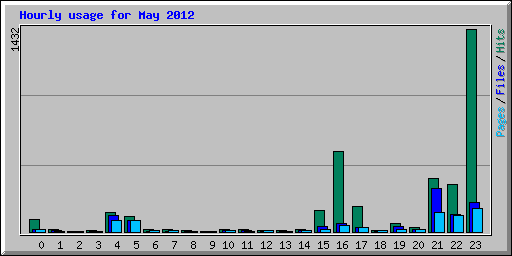 Hourly usage for May 2012
1432
Pages/Files/Hits
0 1 2 3 4 5 6 7 8 9 10 11 12 13 14 15 16 17 18 19 20 21 22 23